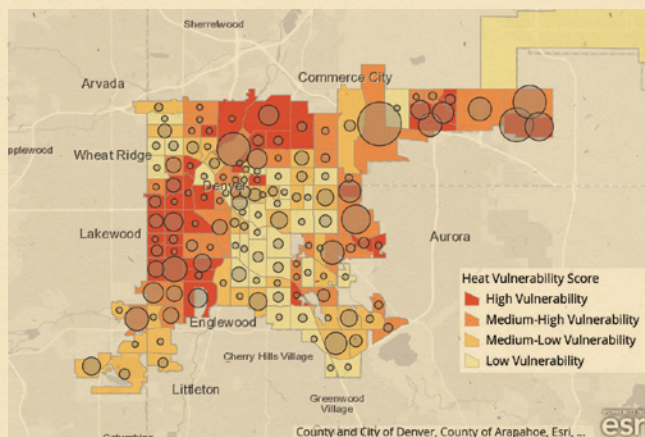 Sherrelwood
Arvada
Commerce City
pplewood
Wheat Ridge
Denver
Lakewood
Aurora
Heat Vulnerability Score
High Vulnerability
Medium-High Vulnerability
Medium-Low Vulnerability
Low Vulnerability
Englewood
Cherry Hills Village
Littleton
Greenwood
Village
County and City of Denver, County of Arapahoe, Esri, ...
esri